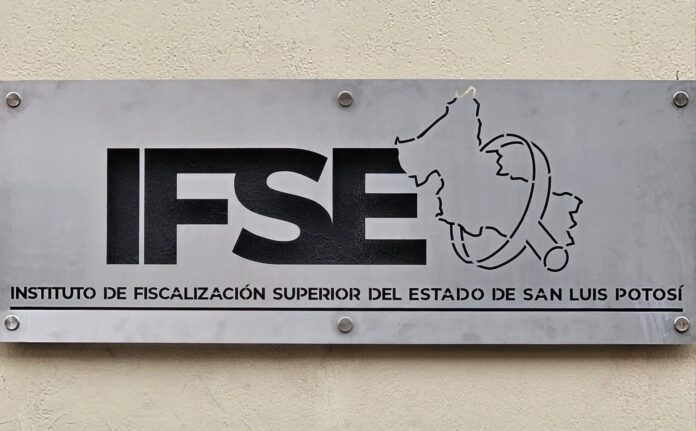 IFSE
INSTITUTO DE FISCALIZACIÓN SUPERIOR DEL ESTADO DE SAN LUIS POTOSÍ